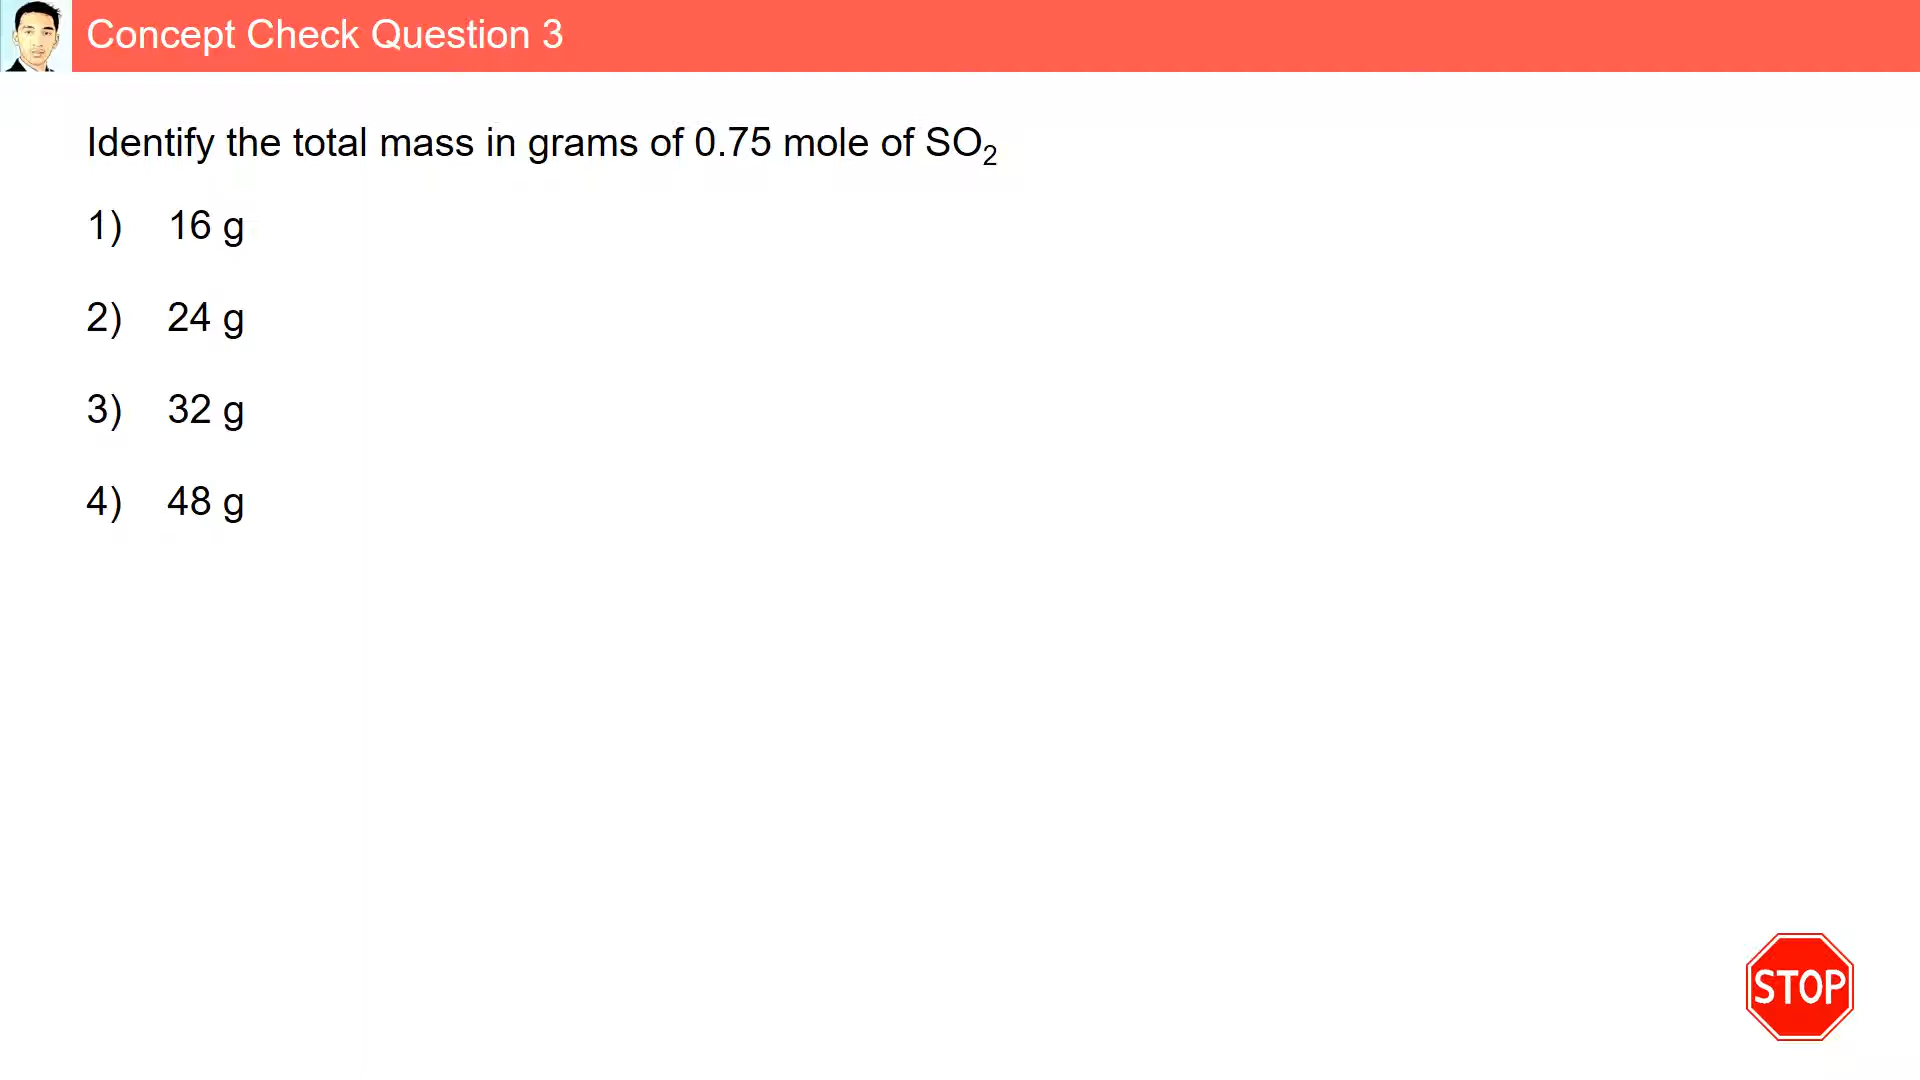 Concept Check Question 3
Identify the total mass in grams of 0.75 mole of SO₂
1) 16 g
2) 24 g
3) 32 g
4) 48 g
STOP